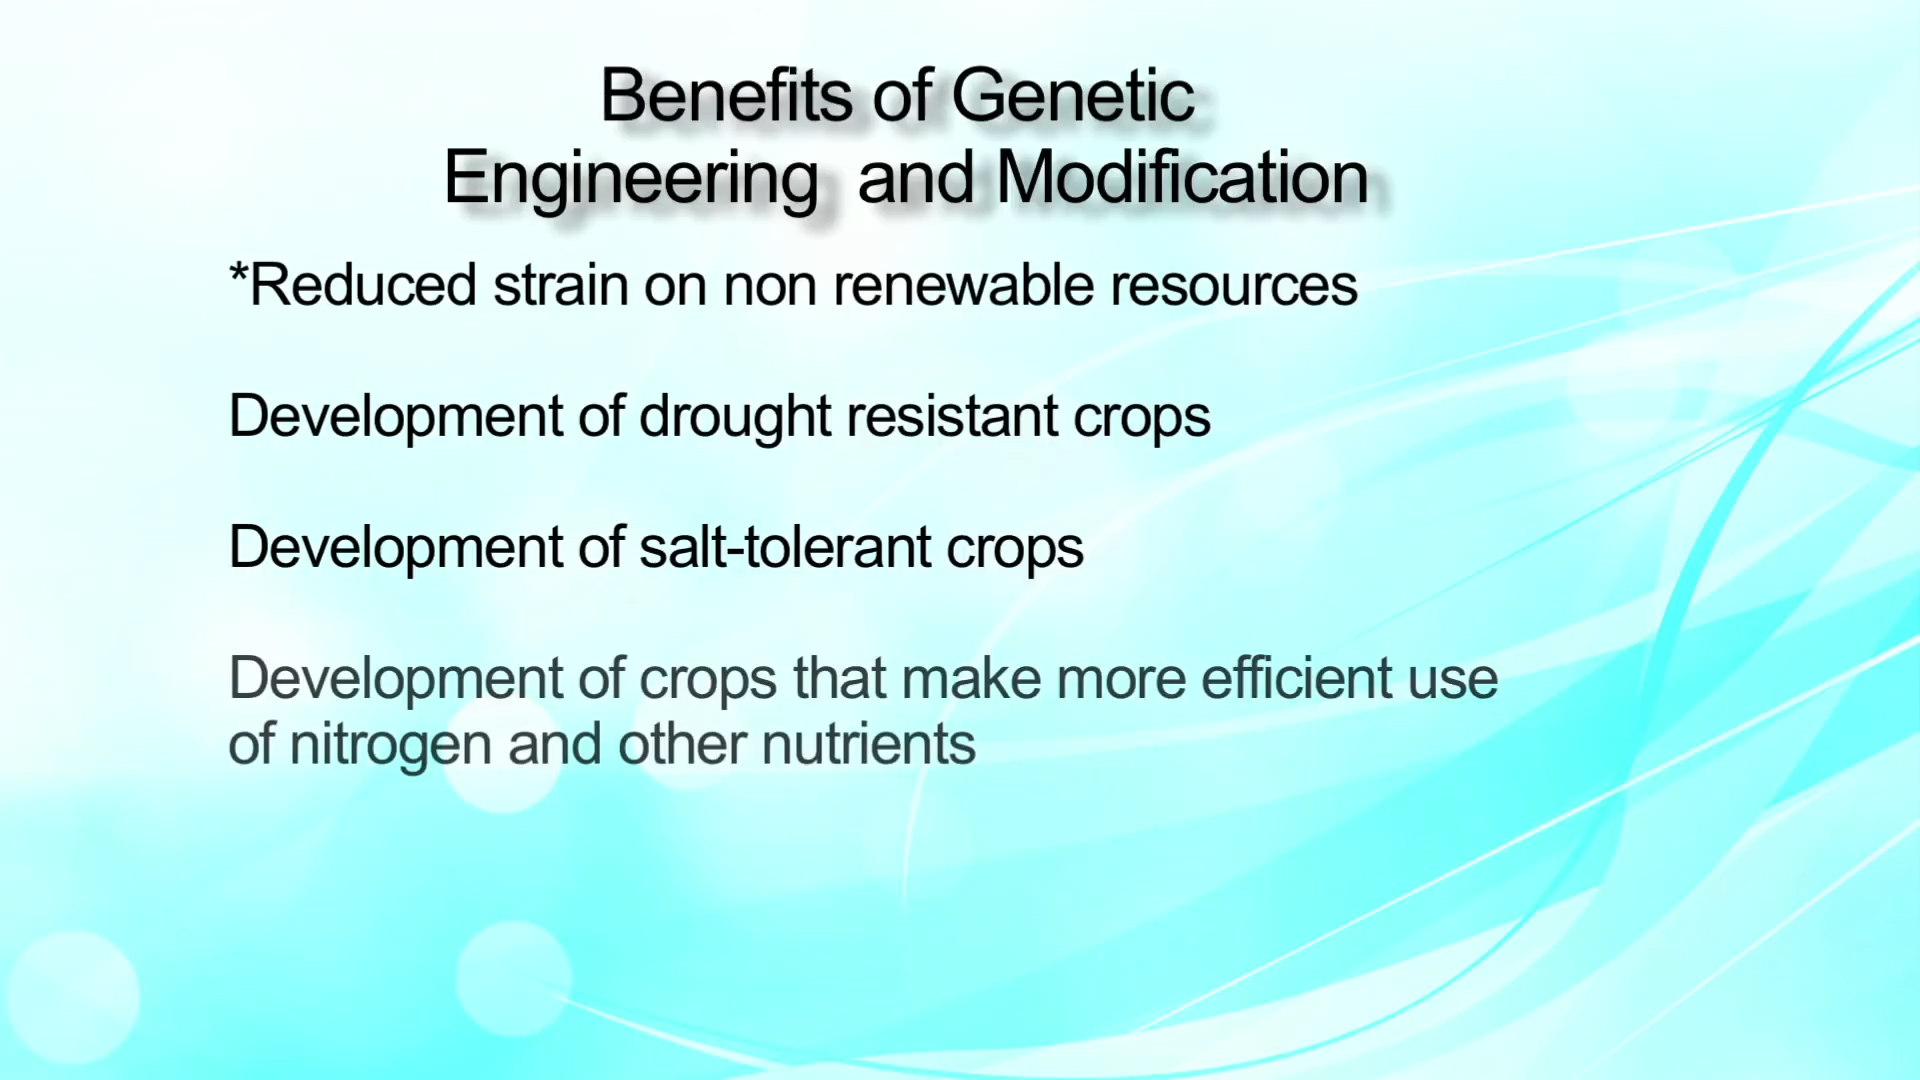 Benefits of Genetic
Engineering  and Modification
*Reduced strain on non renewable resources
Development of drought resistant crops
Development of salt-tolerant crops
Development of crops that make more efficient use
of nitrogen and other nutrients